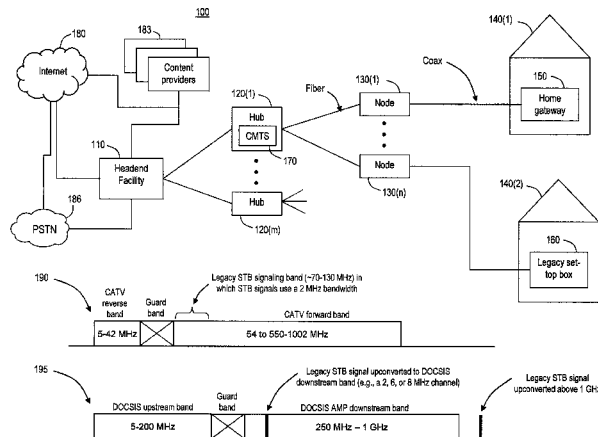 100
180
Internet
183
Content
providers
140(1)
120(1)
Hub
CMTS
170
Fiber
130(1)
Node
Coax
150
Home
gateway
110
Headend
Facility
Node
130(n)
186
PSTN
Hub
120(m)
140(2)
160
Legacy set-
top box
190
CATV
reverse
band
Guard
band
Legacy STB signaling band (~70-130 MHz) in
which STB signals use a 2 MHz bandwidth
CATV forward band
5-42 MHz
54 to 550-1002 MHz
195
Legacy STB signal upconverted to DOCSIS
downstream band (e.g., a 2, 6, or 8 MHz channel)
Legacy STB signal
upconverted above 1 GHz
DOCSIS upstream band
Guard
band
DOCSIS AMP downstream band
5-200 MHz
250 MHz – 1 GHz